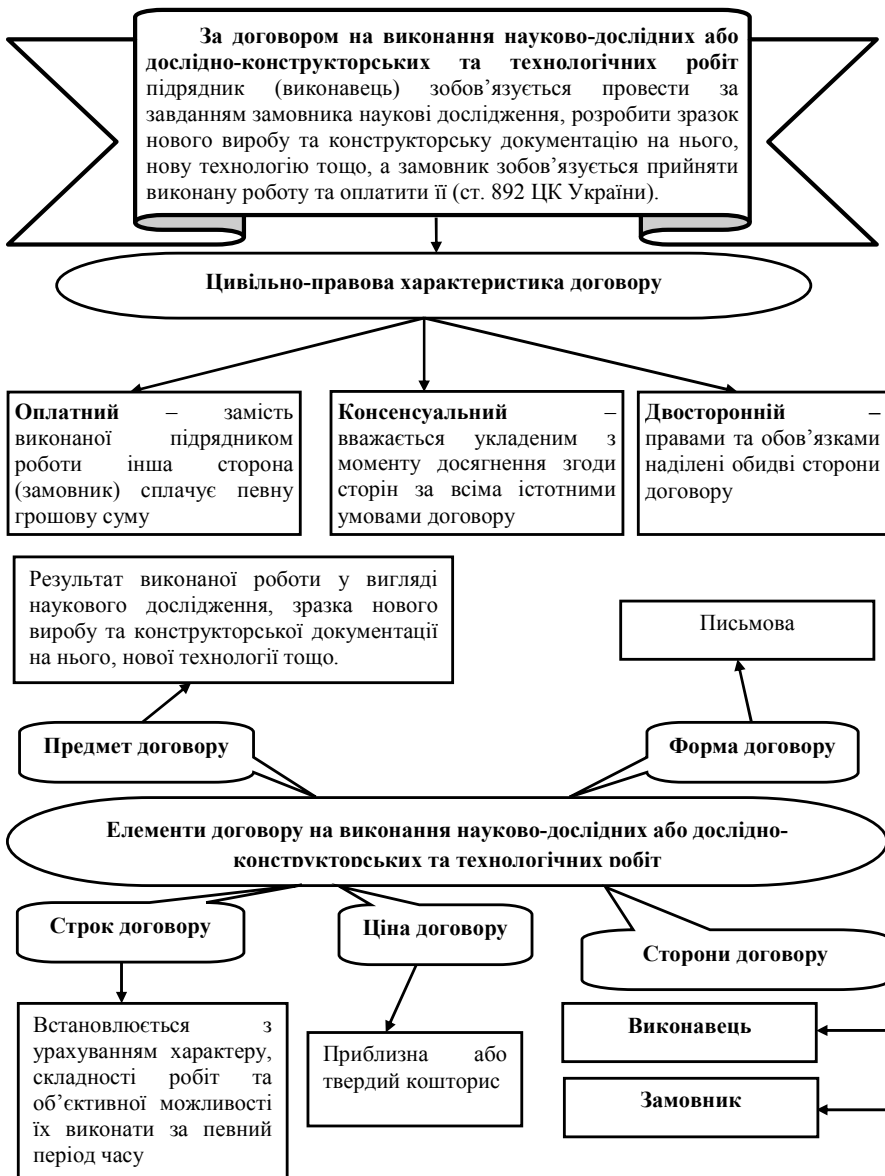 За договором на виконання науково-дослідних або
дослідно-конструкторських та технологічних робіт
підрядник (виконавець) зобов’язується провести за
завданням замовника наукові дослідження, розробити зразок
нового виробу та конструкторську документацію на нього,
нову технологію тощо, а замовник зобов’язується прийняти
виконану роботу та оплатити її (ст. 892 ЦК України).
Цивільно-правова характеристика договору
Оплатний – замість
виконаної підрядником
роботи інша сторона
(замовник) сплачує певну
грошову суму
Консенсуальний –
вважається укладеним з
моменту досягнення згоди
сторін за всіма істотними
умовами договору
Двосторонній –
правами та обов’язками
наділені обидві сторони
договору
Результат виконаної роботи у вигляді
наукового дослідження, зразка нового
виробу та конструкторської документації
на нього, нової технології тощо.
Письмова
Предмет договору
Форма договору
Елементи договору на виконання науково-дослідних або дослідно-
конструкторських та технологічних робіт
Строк договору
Ціна договору
Сторони договору
Встановлюється з
урахуванням характеру,
складності робіт та
об’єктивної можливості
їх виконати за певний
період часу
Приблизна або
твердий кошторис
Виконавець
Замовник